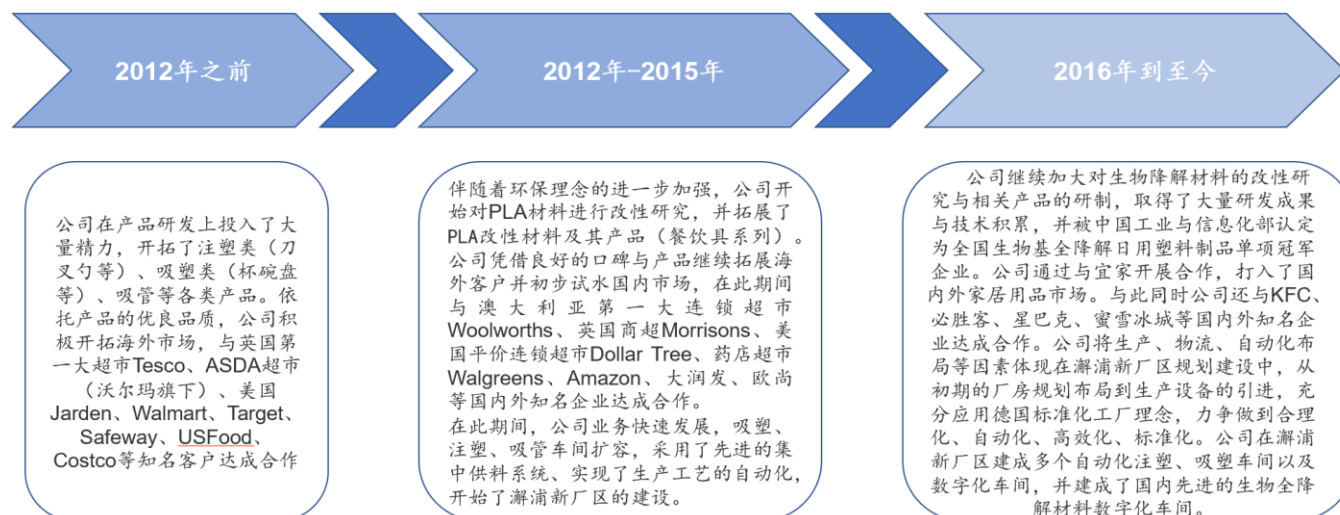 2012年之前
2012年-2015年
2016年到至今
公司在产品研发上投入了大
量精力，开拓了注塑类（刀
叉勺等）、吸塑类（杯碗盘
等）、吸管等各类产品。依
托产品的优良品质，公司积
极开拓海外市场，与英国第
一大超市Tesco、ASDA超市
（沃尔玛旗下）、美国
Jarden、Walmart、Target、
Safeway、USFood、
Costco等知名客户达成合作
伴随着环保理念的进一步加强，公司开
始对PLA材料进行改性研究，并拓展了
PLA改性材料及其产品（餐饮具系列）。
公司凭借良好的口碑与产品继续拓展海
外客户并初步试水国内市场，在此期间
与澳大利亚第一大连锁超市
Woolworths、英国商超Morrisons、美
国平价连锁超市Dollar Tree、药店超市
Walgreens、Amazon、大润发、欧尚
等国内外知名企业达成合作。
在此期间，公司业务快速发展，吸塑、
注塑、吸管车间扩容，采用了先进的集
中供料系统、实现了生产工艺的自动化，
开始了澥浦新厂区的建设。
公司继续加大对生物降解材料的改性研
究与相关产品的研制，取得了大量研发成果
与技术积累，并被中国工业与信息化部认定
为全国生物基全降解日用塑料制品单项冠军
企业。公司通过与宜家开展合作，打入了国
内外家居用品市场。与此同时公司还与KFC、
必胜客、星巴克、蜜雪冰城等国内外知名企
业达成合作。公司将生产、物流、自动化布
局等因素体现在澥浦新厂区规划建设中，从
初期的厂房规划布局到生产设备的引进，充
分应用德国标准化工厂理念，力争做到合理
化、自动化、高效化、标准化。公司在澥浦
新厂区建成多个自动化注塑、吸塑车间以及
数字化车间，并建成了国内先进的生物全降
解材料数字化车间。